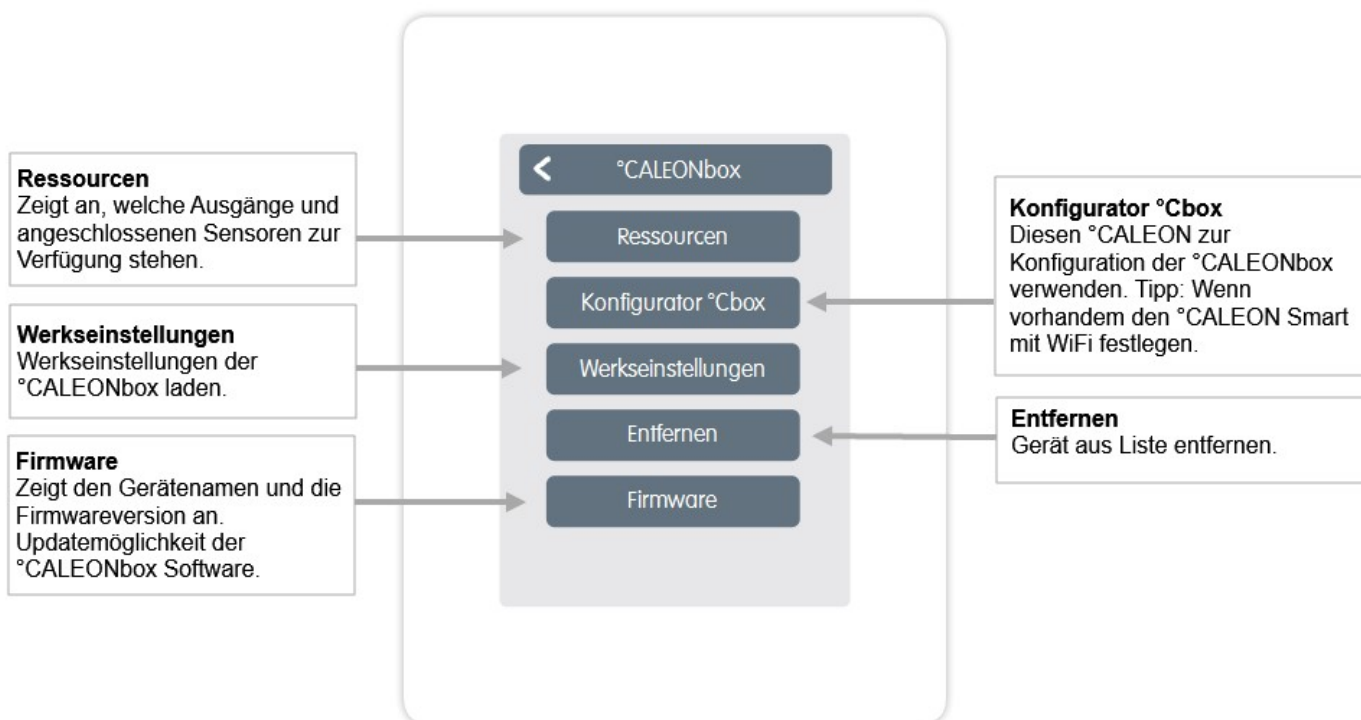 Ressourcen
Zeigt an, welche Ausgänge und
angeschlossenen Sensoren zur
Verfügung stehen.
Werkseinstellungen
Werkseinstellungen der
°CALEONbox laden.
Firmware
Zeigt den Gerätenamen und die
Firmwareversion an.
Updatemöglichkeit der
°CALEONbox Software.
°CALEONbox
Ressourcen
Konfigurator °Cbox
Werkseinstellungen
Entfernen
Firmware
Konfigurator °Cbox
Diesen °CALEON zur
Konfiguration der °CALEONbox
verwenden. Tipp: Wenn
vorhandem den °CALEON Smart
mit WiFi festlegen.
Entfernen
Gerät aus Liste entfernen.